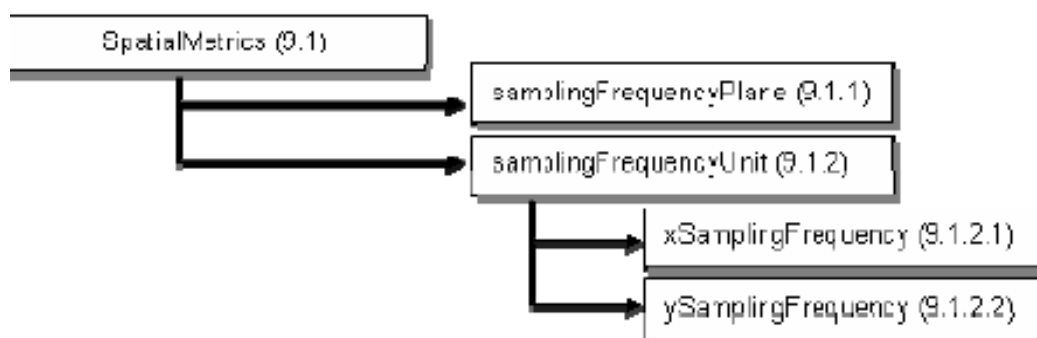 SpatialMetrics (9.1)
samplingFrequencyPlane (9.1.1)
samplingFrequencyUnit (9.1.2)
xSamplingFrequency (9.1.2.1)
ySamplingFrequency (9.1.2.2)